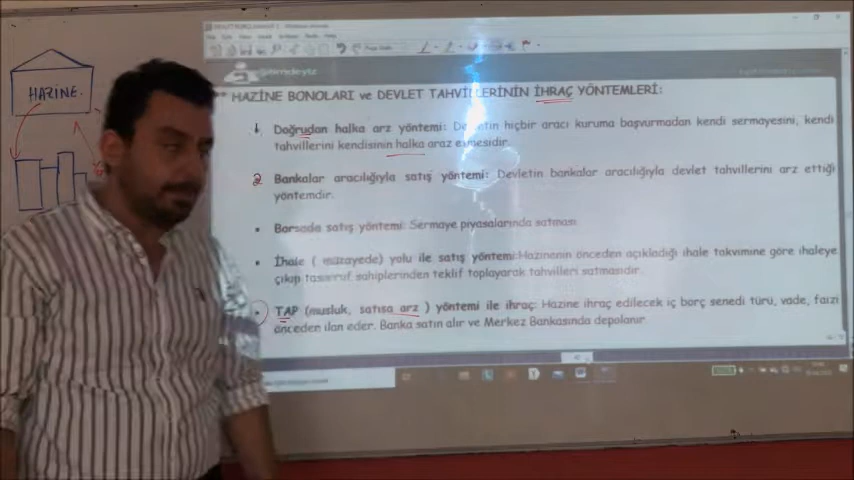 HAZİNE BONOLARI ve DEVLET TAHVİLLERİNİN İHRAÇ YÖNTEMLERİ:
HAZİNE.
1 Doğrudan halka arz yöntemi: Devletin hiçbir aracı kuruma başvurmadan kendi sermayesini, kendi
tahvillerini kendisinin halka araz etmesidir.
2 Bankalar aracılığıyla satış yöntemi: Devletin bankalar aracılığıyla devlet tahvillerini arz ettiği
yöntemdir.
• Borsada satış yöntemi: Sermaye piyasalarında satması
• İhale ( müzayede) yolu ile satış yöntemi:Hazinenin önceden açıkladığı ihale takvimine göre ihaleye
çıkıp tasarruf sahiplerinden teklif toplayarak tahvilleri satmasıdır.
• TAP (musluk, satışa arz ) yöntemi ile ihraç: Hazine ihraç edilecek iç borç senedi türü, vade, faizi
önceden ilan eder. Banka satın alır ve Merkez Bankasında depolanır.